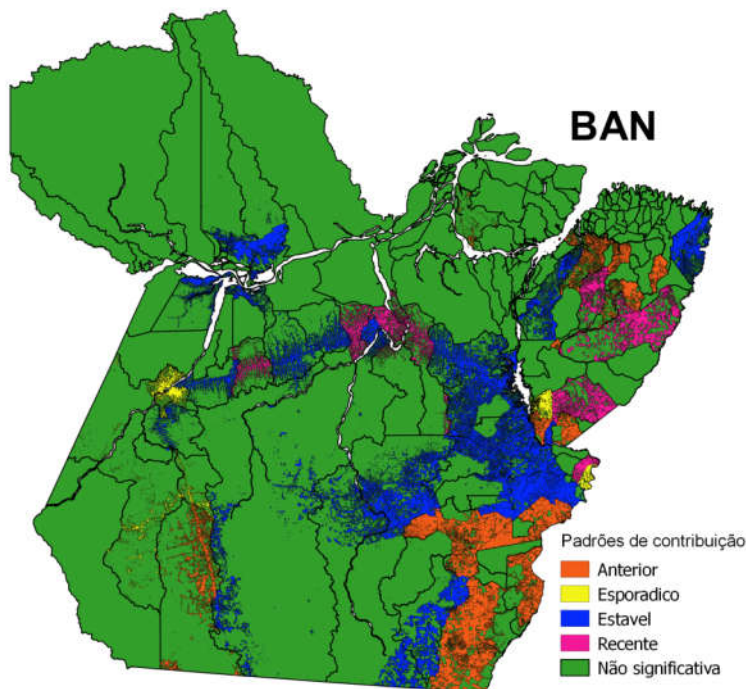 BAN
Padrões de contribuição
Anterior
Esporadico
Estavel
Recente
Não significativa